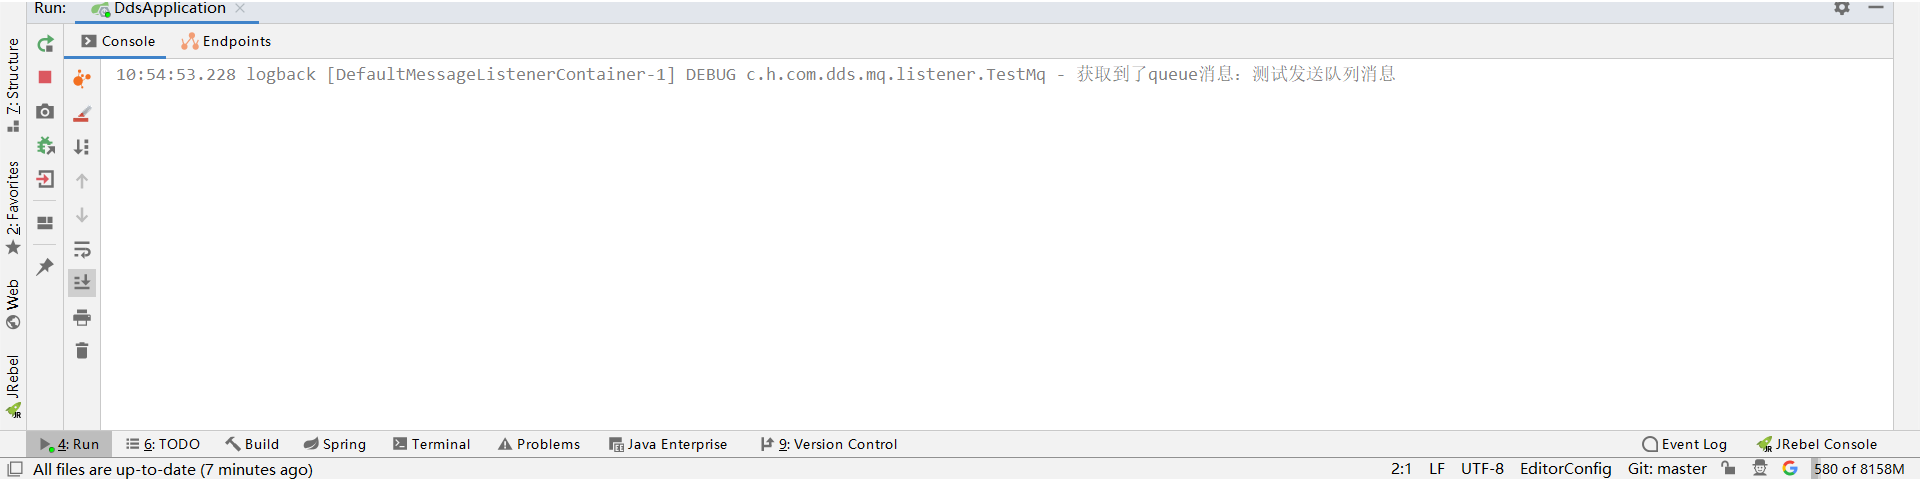 Run: DdsApplication
Console Endpoints
10:54:53.228 logback [DefaultMessageListenerContainer-1] DEBUG c.h.com.dds.mq.listener.TestMq - 获取到了queue消息：测试发送队列消息
7: Structure
2: Favorites
Web
JRebel
4: Run 6: TODO Build Spring Terminal Problems Java Enterprise 9: Version Control Event Log JRebel Console
All files are up-to-date (7 minutes ago) 2:1 LF UTF-8 EditorConfig Git: master 580 of 8158M